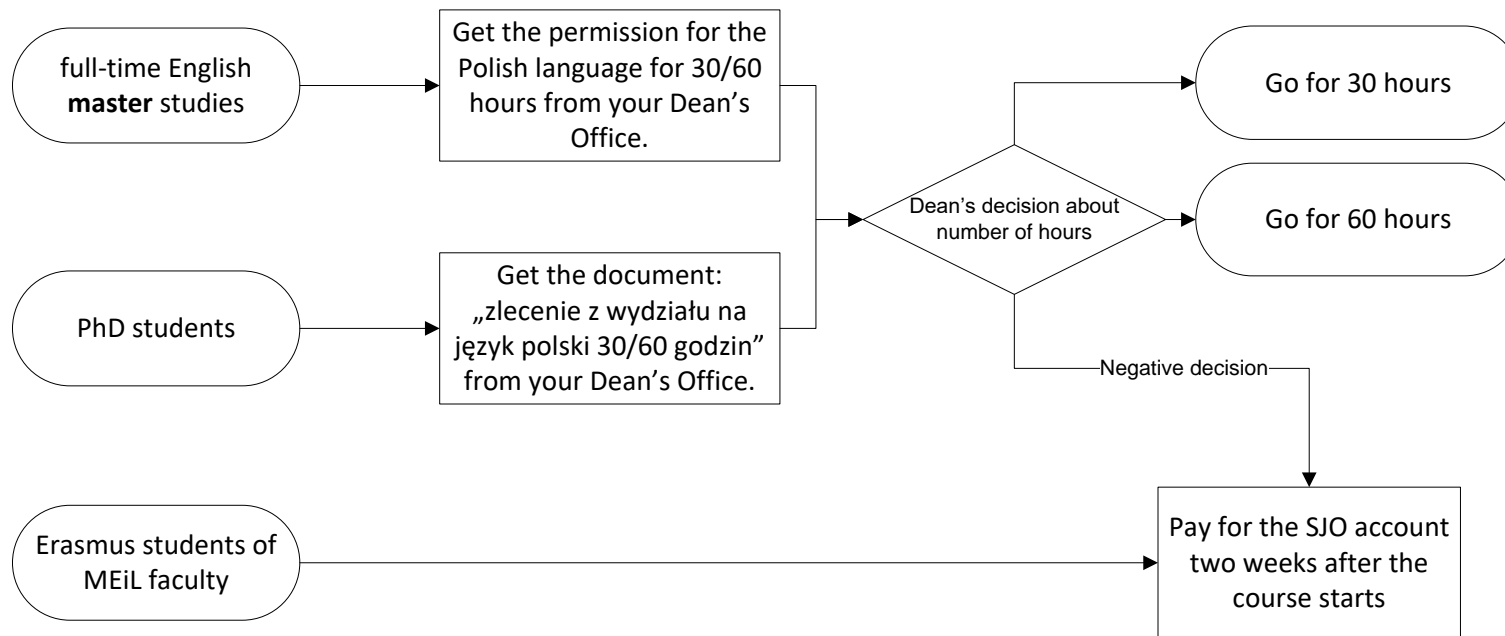 full-time English
master studies
Get the permission for the
Polish language for 30/60
hours from your Dean's
Office.
Go for 30 hours
Dean's decision about
number of hours
Go for 60 hours
PhD students
Get the document:
„zlecenie z wydziału na
język polski 30/60 godzin”
from your Dean's Office.
Negative decision
Erasmus students of
MEiL faculty
Pay for the SJO account
two weeks after the
course starts